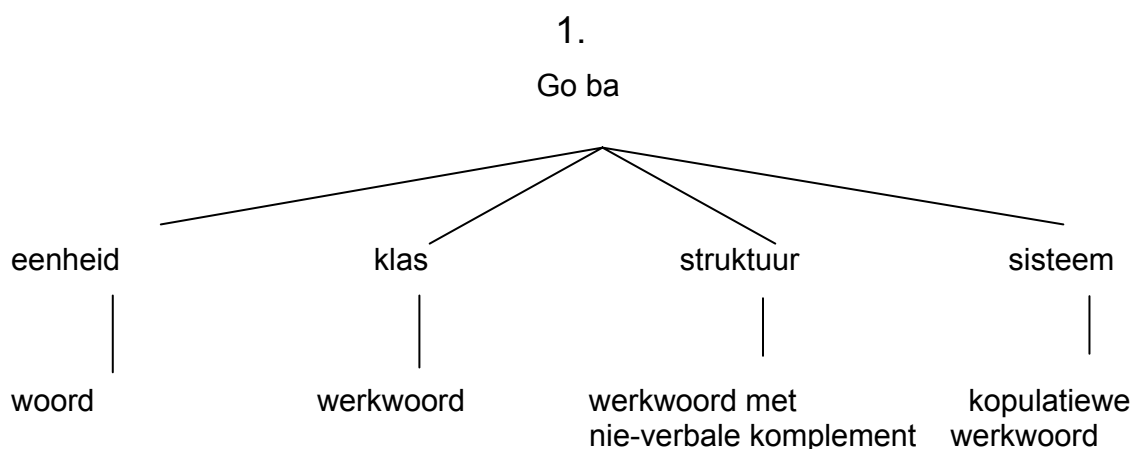 1.
Go ba
eenheid klas struktuur sisteem
woord werkwoord werkwoord met kopulatiewe
nie-verbale komplement werkwoord